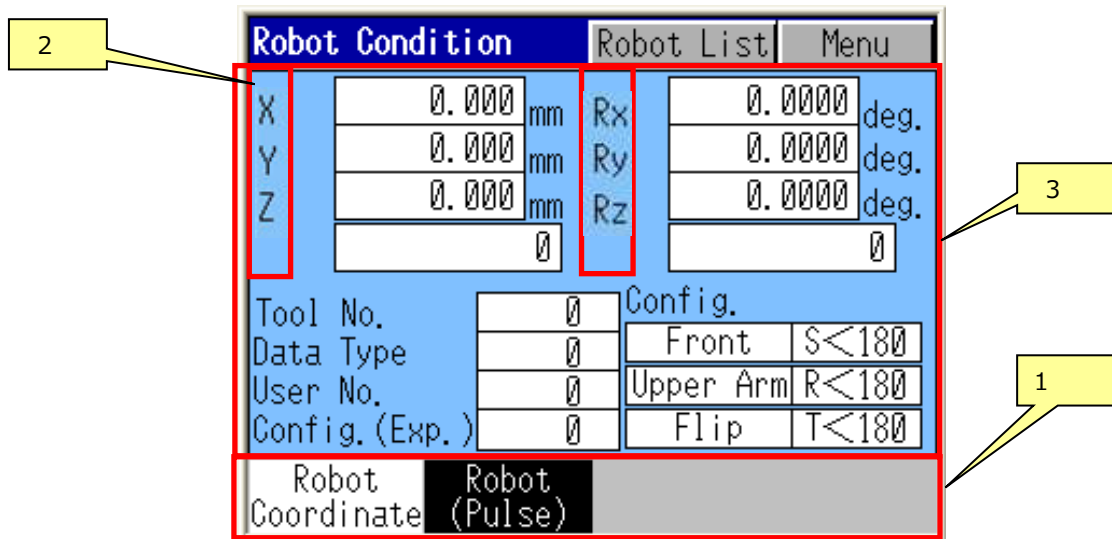 2
Robot Condition Robot List Menu
X 0.000 mm Rx 0.0000 deg.
Y 0.000 mm Ry 0.0000 deg.
Z 0.000 mm Rz 0.0000 deg.
0 0
3
Tool No. 0 Config.
Data Type 0 Front S<180
User No. 0 Upper Arm R<180
Config.(Exp.) 0 Flip T<180
1
Robot Robot
Coordinate (Pulse)